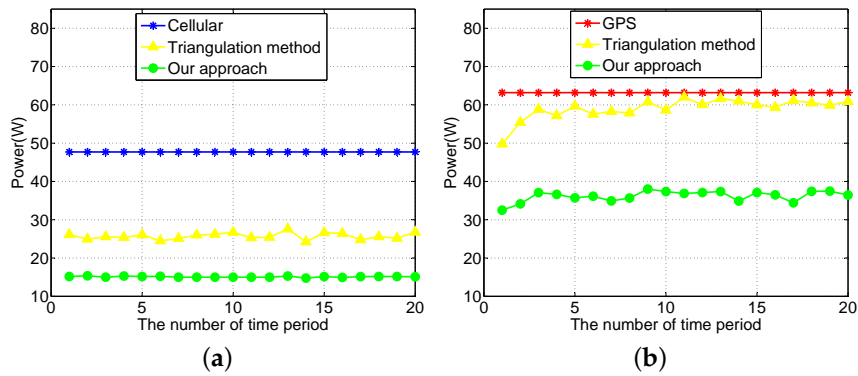 Cellular
Triangulation method
Our approach
80
70
60
50
40
30
20
10
Power(W)
0
5
10
15
20
The number of time period
(a)
GPS
Triangulation method
Our approach
80
70
60
50
40
30
20
10
Power(W)
0
5
10
15
20
The number of time period
(b)